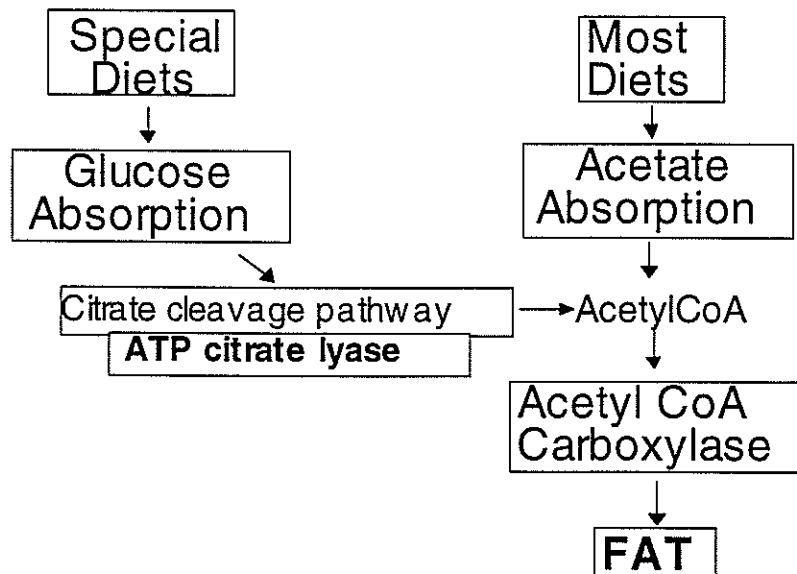 Special
Diets
Most
Diets
Glucose
Absorption
Acetate
Absorption
Citrate cleavage pathway
AcetylCoA
ATP citrate lyase
Acetyl CoA
Carboxylase
FAT